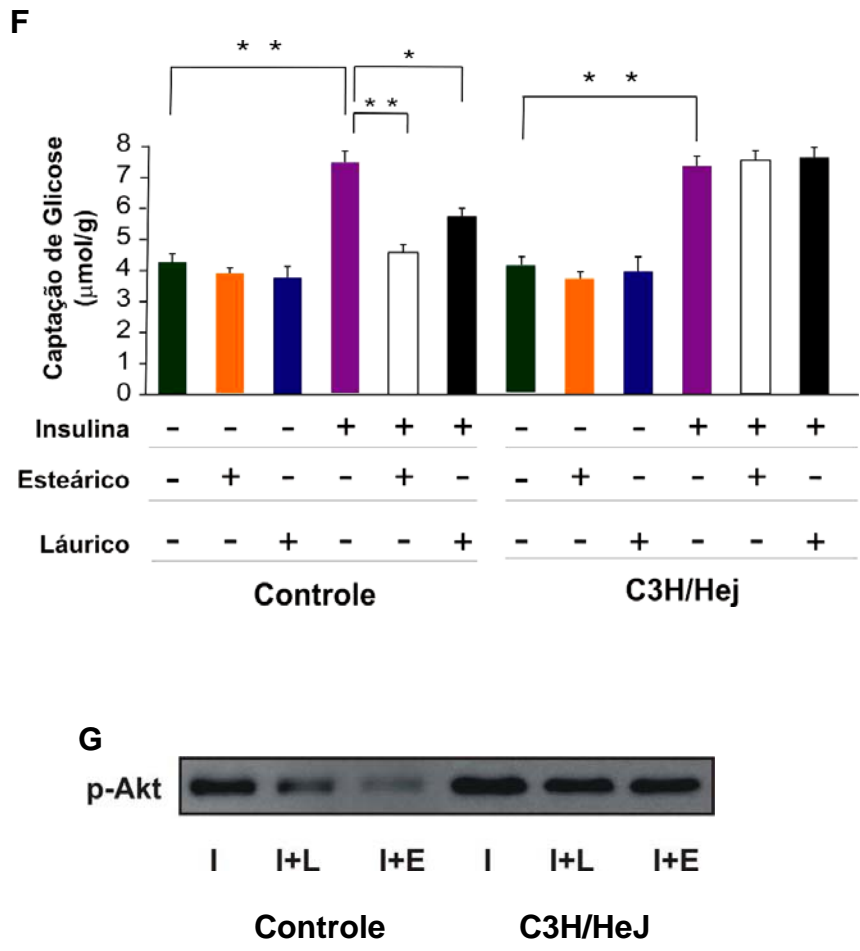 F
* *
*
* *
* *
Captação de Glicose
(µmol/g)
8
7
6
5
4
3
2
1
0
Insulina - - - + + + - - - + + +
Esteárico - + - - + - - + - - + -
Láurico - - + - - + - - + - - +
Controle C3H/Hej
G
p-Akt
I I+L I+E I I+L I+E
Controle C3H/HeJ